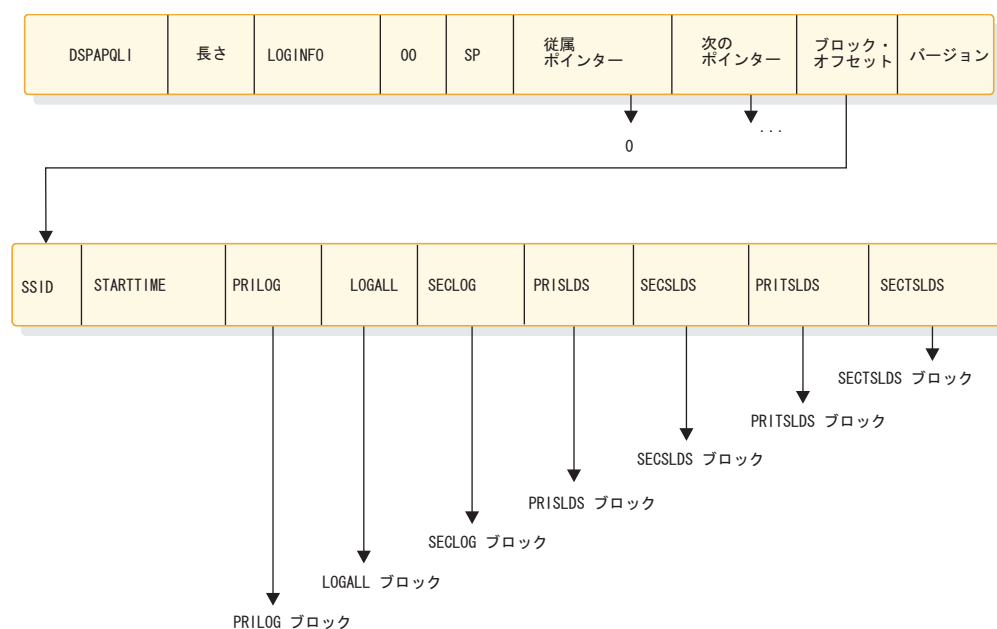 DSPAPQLI
長さ
LOGINFO
00
SP
従属
ポインター
次の
ポインター
ブロック・
オフセット
バージョン
0
...
SSID
STARTTIME
PRILOG
LOGALL
SECLOG
PRISLDS
SECSLDS
PRITSLDS
SECTSLDS
SECTSLDS ブロック
PRITSLDS ブロック
SECSLDS ブロック
PRISLDS ブロック
SECLOG ブロック
LOGALL ブロック
PRILOG ブロック